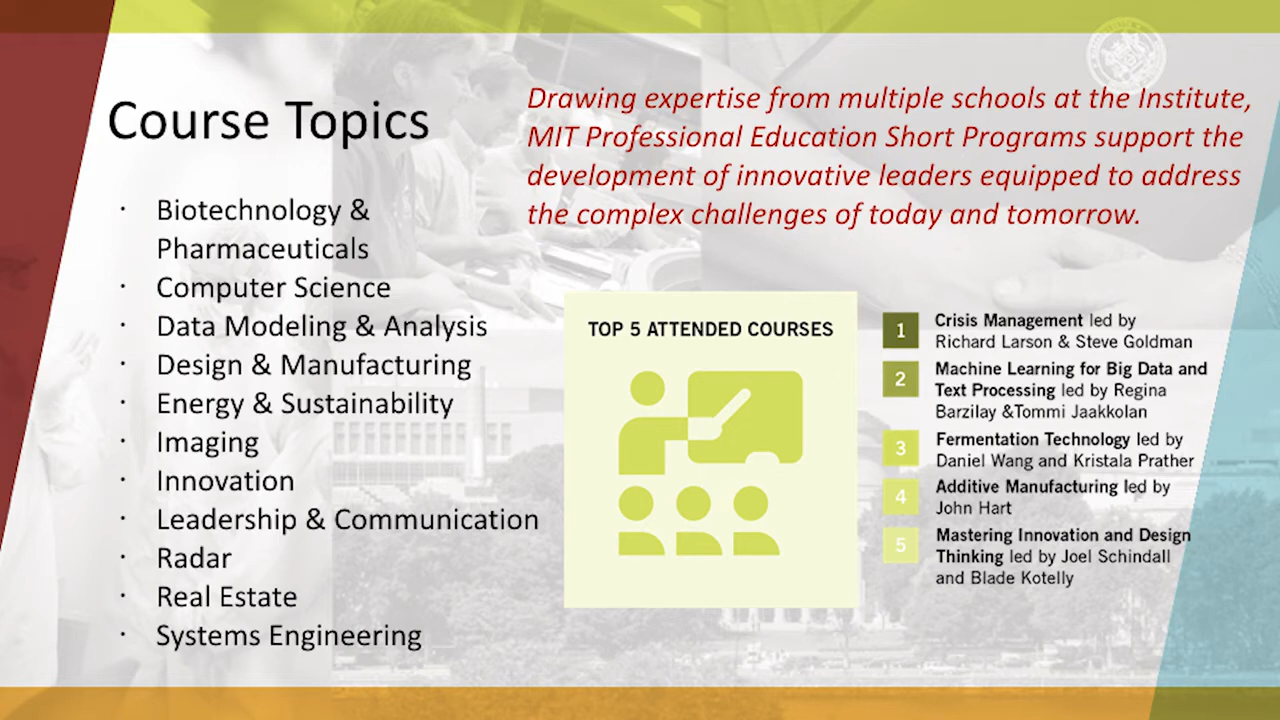 Course Topics
· Biotechnology &
Pharmaceuticals
· Computer Science
· Data Modeling & Analysis
· Design & Manufacturing
· Energy & Sustainability
· Imaging
· Innovation
· Leadership & Communication
· Radar
· Real Estate
· Systems Engineering
Drawing expertise from multiple schools at the Institute,
MIT Professional Education Short Programs support the
development of innovative leaders equipped to address
the complex challenges of today and tomorrow.
TOP 5 ATTENDED COURSES
1 Crisis Management led by
Richard Larson & Steve Goldman
2 Machine Learning for Big Data and
Text Processing led by Regina
Barzilay &Tommi Jaakkolan
3 Fermentation Technology led by
Daniel Wang and Kristala Prather
4 Additive Manufacturing led by
John Hart
5 Mastering Innovation and Design
Thinking led by Joel Schindall
and Blade Kotelly